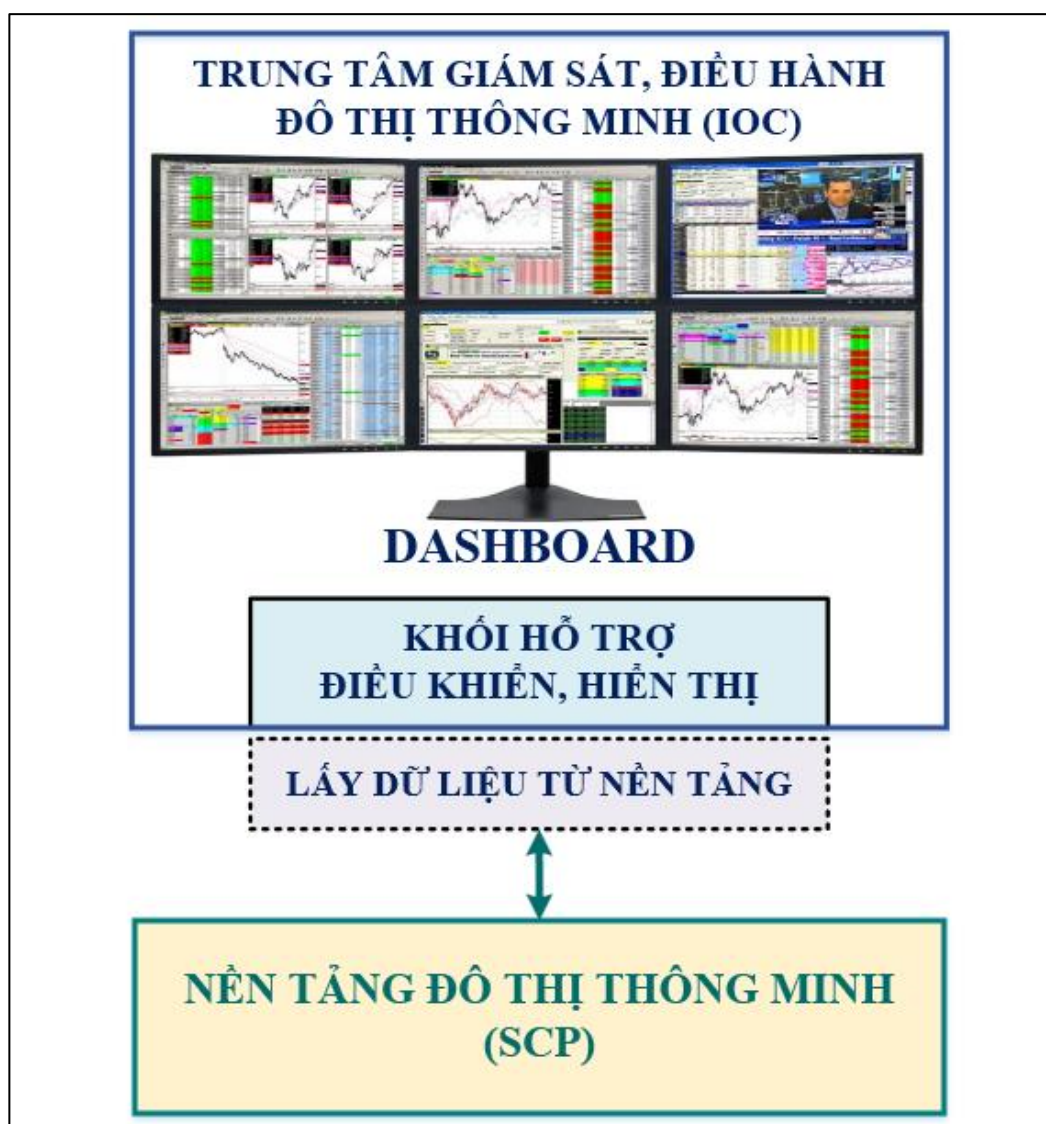 TRUNG TÂM GIÁM SÁT, ĐIỀU HÀNH
ĐÔ THỊ THÔNG MINH (IOC)
DASHBOARD
KHỐI HỖ TRỢ
ĐIỀU KHIỂN, HIỂN THỊ
LẤY DỮ LIỆU TỪ NỀN TẢNG
NỀN TẢNG ĐÔ THỊ THÔNG MINH
(SCP)